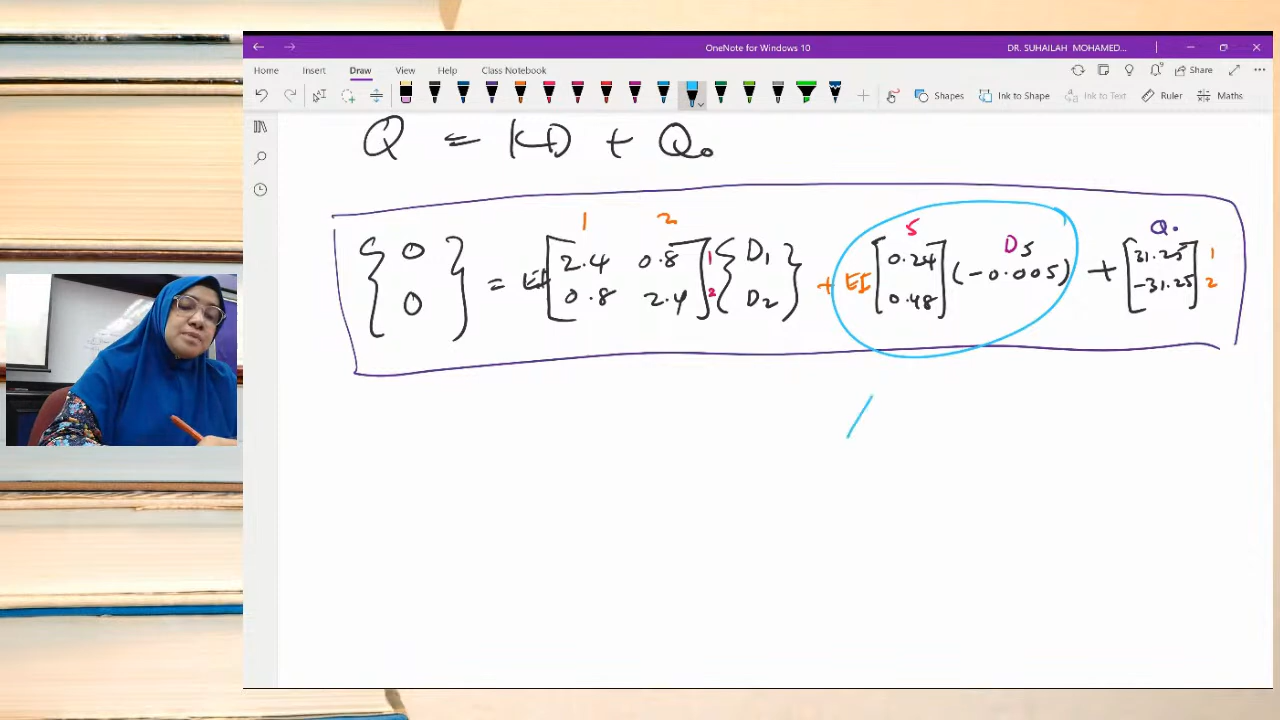 OneNote for Windows 10
DR. SUHAILAH MOHAMED...
Home Insert Draw View Help Class Notebook
Share
Shapes Ink to Shape Ink to Text Ruler Maths
Q = KD + Q₀
1 2 5 D5 Q₀
{0 0} = EI [2.4 0.8 0.8 2.4] 1 2 {D₁ D₂} + EI [0.24 0.48] (-0.005) + [31.25 -31.25] 1 2